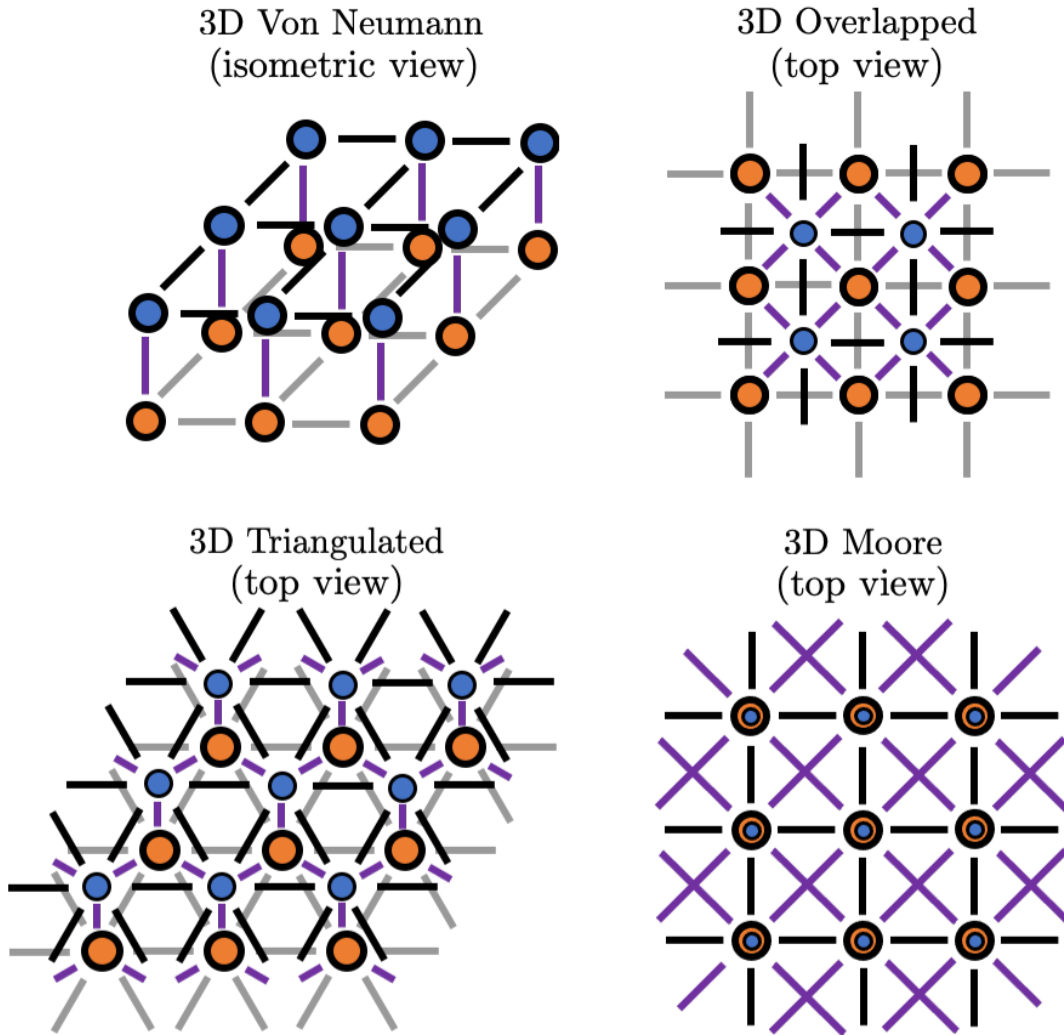 3D Von Neumann
(isometric view)
3D Overlapped
(top view)
3D Triangulated
(top view)
3D Moore
(top view)